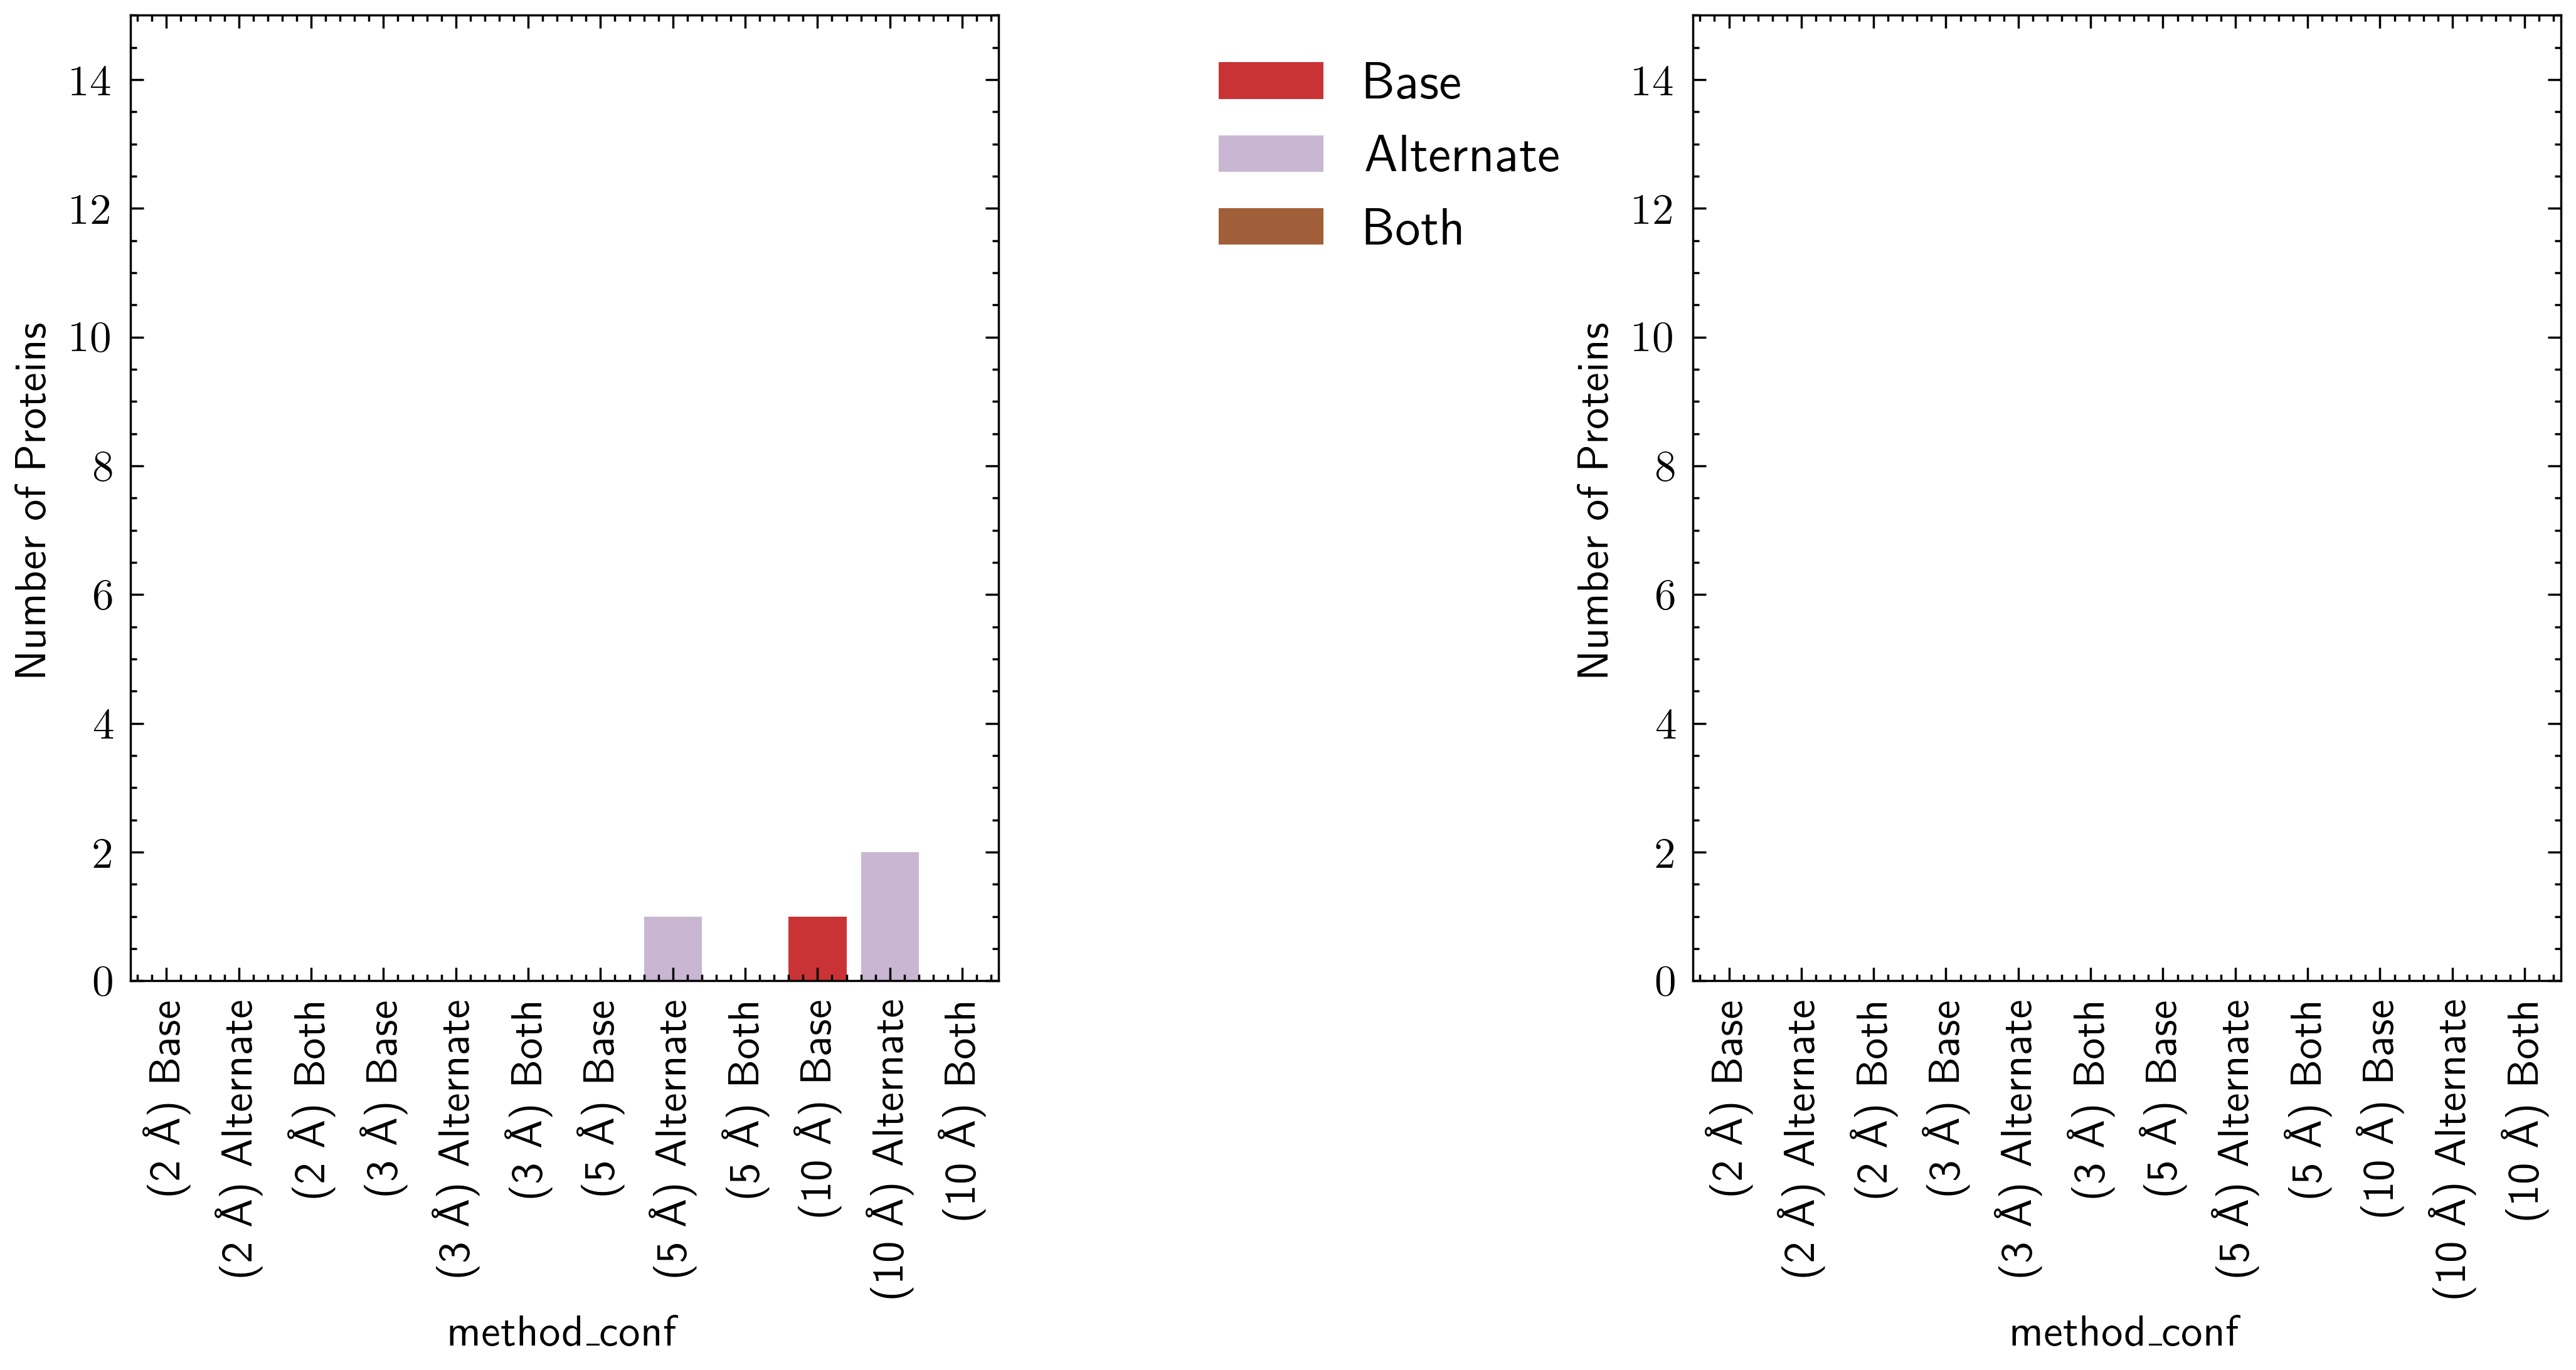 14
12
10
8
6
4
2
0
Number of Proteins
(2 Å) Base
(2 Å) Alternate
(2 Å) Both
(3 Å) Base
(3 Å) Alternate
(3 Å) Both
(5 Å) Base
(5 Å) Alternate
(5 Å) Both
(10 Å) Base
(10 Å) Alternate
(10 Å) Both
method_conf
Base
Alternate
Both
14
12
10
8
6
4
2
0
Number of Proteins
(2 Å) Base
(2 Å) Alternate
(2 Å) Both
(3 Å) Base
(3 Å) Alternate
(3 Å) Both
(5 Å) Base
(5 Å) Alternate
(5 Å) Both
(10 Å) Base
(10 Å) Alternate
(10 Å) Both
method_conf